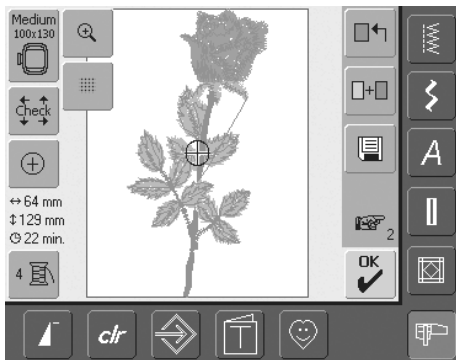 Medium
100x130
Check
↔ 64 mm
↕ 129 mm
22 min.
4
2
OK
A
clr
T